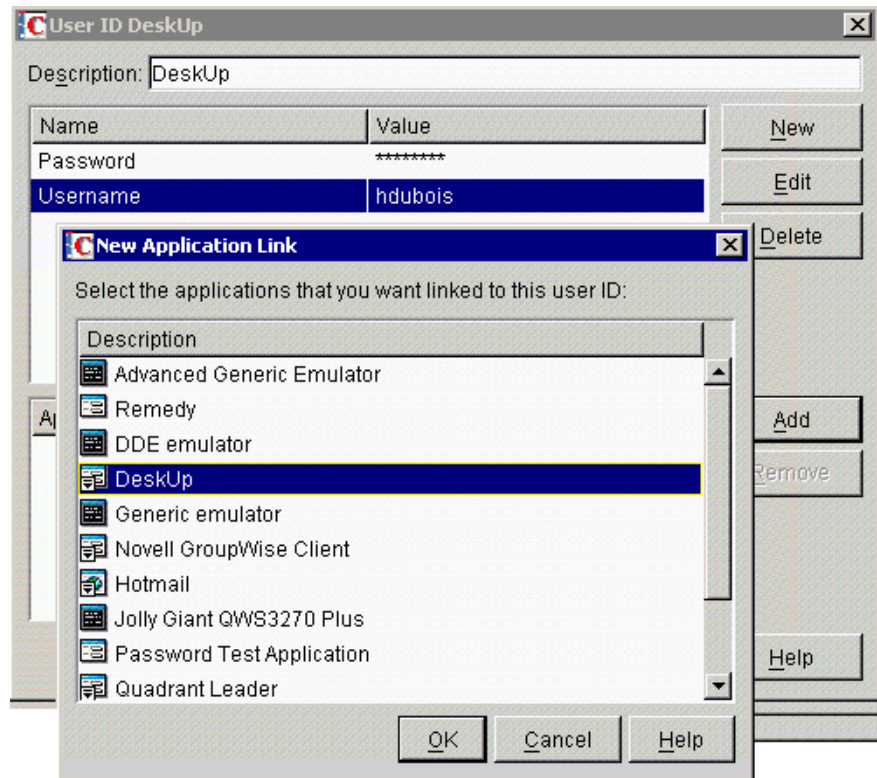 User ID DeskUp
Description: DeskUp
Name Value
New
Password ********
Edit
Username hdubois
Delete
New Application Link
Select the applications that you want linked to this user ID:
Description
Advanced Generic Emulator
Remedy
DDE emulator
DeskUp
Generic emulator
Novell GroupWise Client
Hotmail
Jolly Giant QWS3270 Plus
Password Test Application
Quadrant Leader
OK Cancel Help
Add
Remove
Help